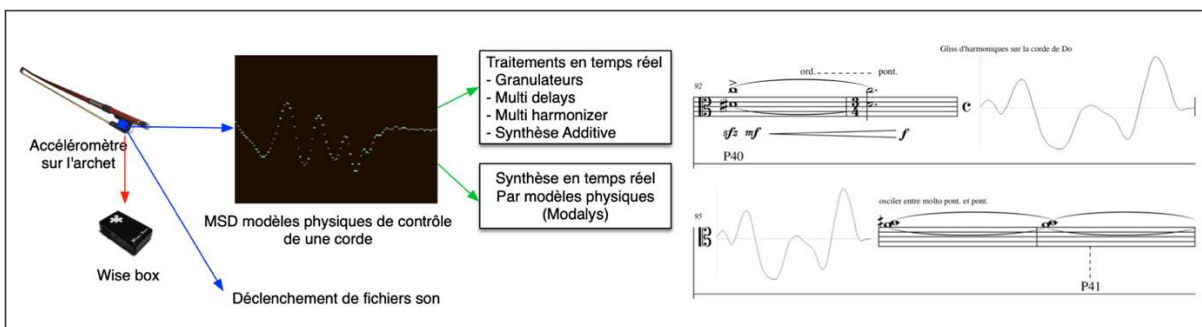 Accéléromètre
sur l'archet
Wise box
MSD modèles physiques de contrôle
de une corde
Déclenchement de fichiers son
Traitements en temps réel
- Granulateurs
- Multi delays
- Multi harmonizer
- Synthèse Additive
Synthèse en temps réel
Par modèles physiques
(Modalys)
Gliss d'harmoniques sur la corde de Do
ord. pont.
92
3
4
sfz mf f
P40
95
osciler entre molto pont. et pont.
P41